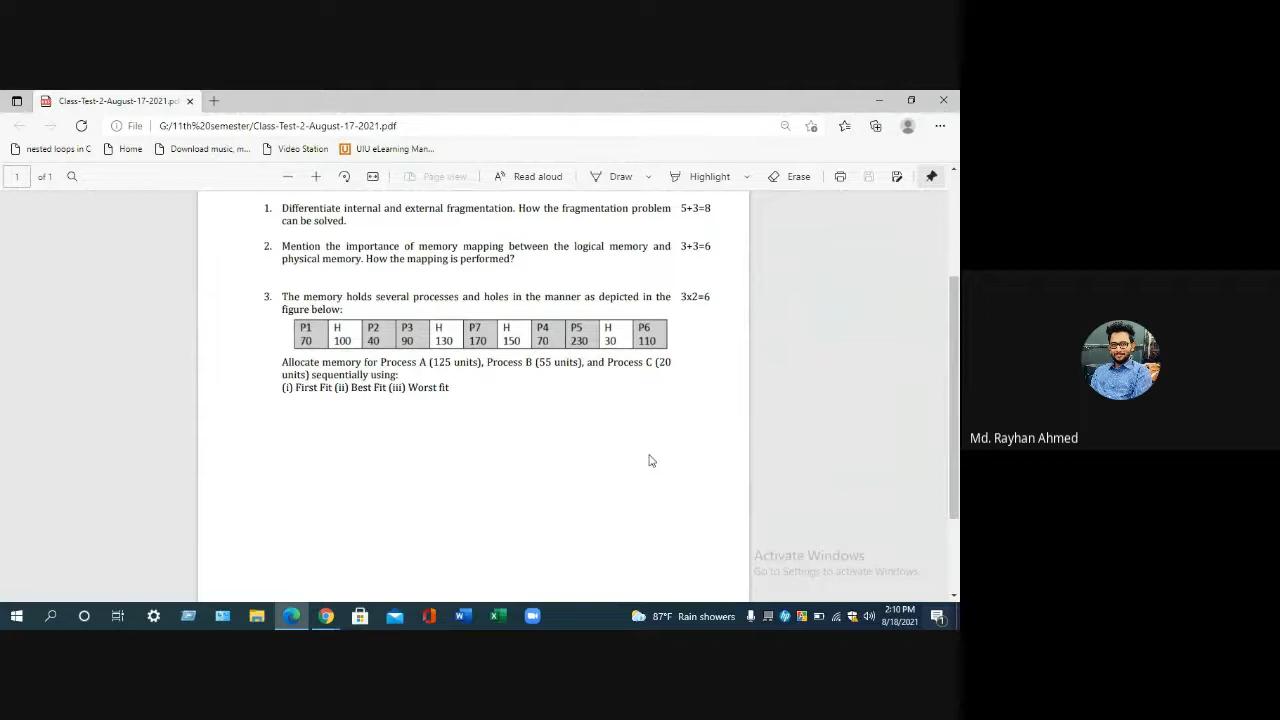 Class-Test-2-August-17-2021.pd
File G:/11th%20semester/Class-Test-2-August-17-2021.pdf
nested loops in C Home Download music, m... Video Station UIU eLearning Man...
1 of 1 Page view Read aloud Draw Highlight Erase
1. Differentiate internal and external fragmentation. How the fragmentation problem 5+3=8
can be solved.
2. Mention the importance of memory mapping between the logical memory and 3+3=6
physical memory. How the mapping is performed?
3. The memory holds several processes and holes in the manner as depicted in the 3x2=6
figure below:
P1 H P2 P3 H P7 H P4 P5 H P6
70 100 40 90 130 170 150 70 230 30 110
Allocate memory for Process A (125 units), Process B (55 units), and Process C (20
units) sequentially using:
(i) First Fit (ii) Best Fit (iii) Worst fit
Md. Rayhan Ahmed
Activate Windows
Go to Settings to activate Windows.
87°F Rain showers
2:10 PM
8/18/2021